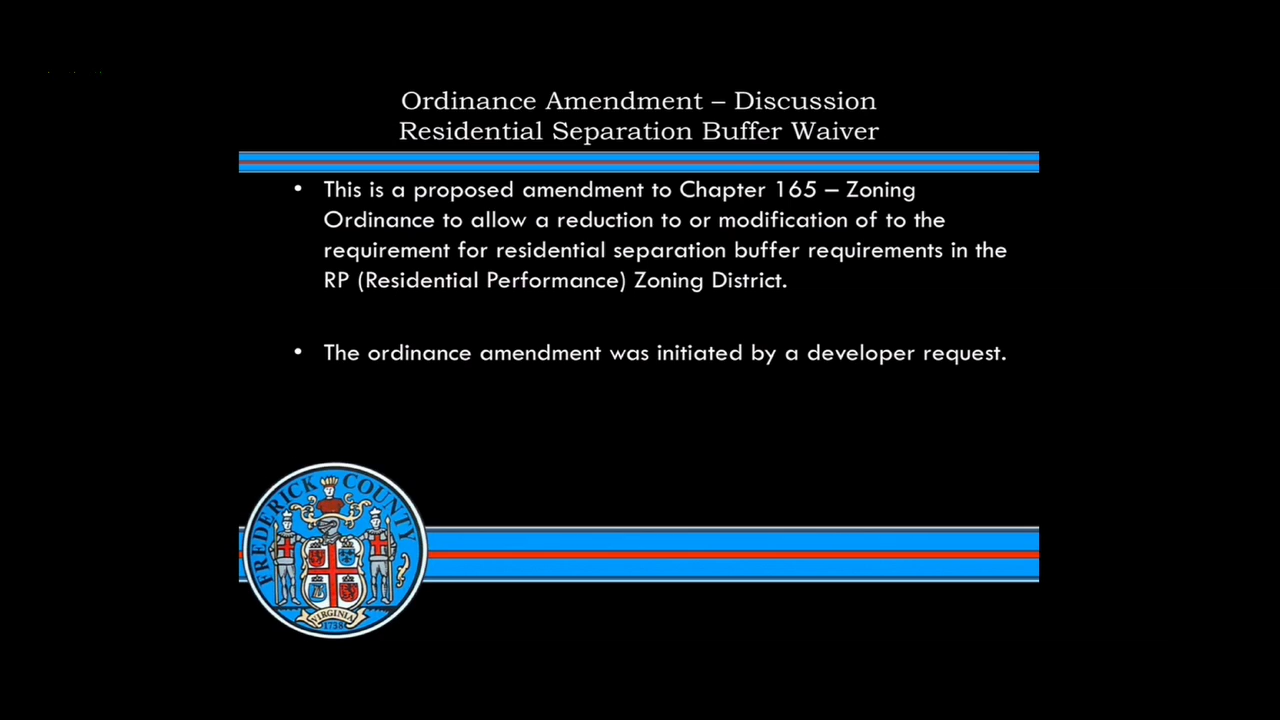 Ordinance Amendment – Discussion
Residential Separation Buffer Waiver
• This is a proposed amendment to Chapter 165 – Zoning
Ordinance to allow a reduction to or modification of to the
requirement for residential separation buffer requirements in the
RP (Residential Performance) Zoning District.
• The ordinance amendment was initiated by a developer request.
FREDERICK COUNTY
VIRGINIA
1738